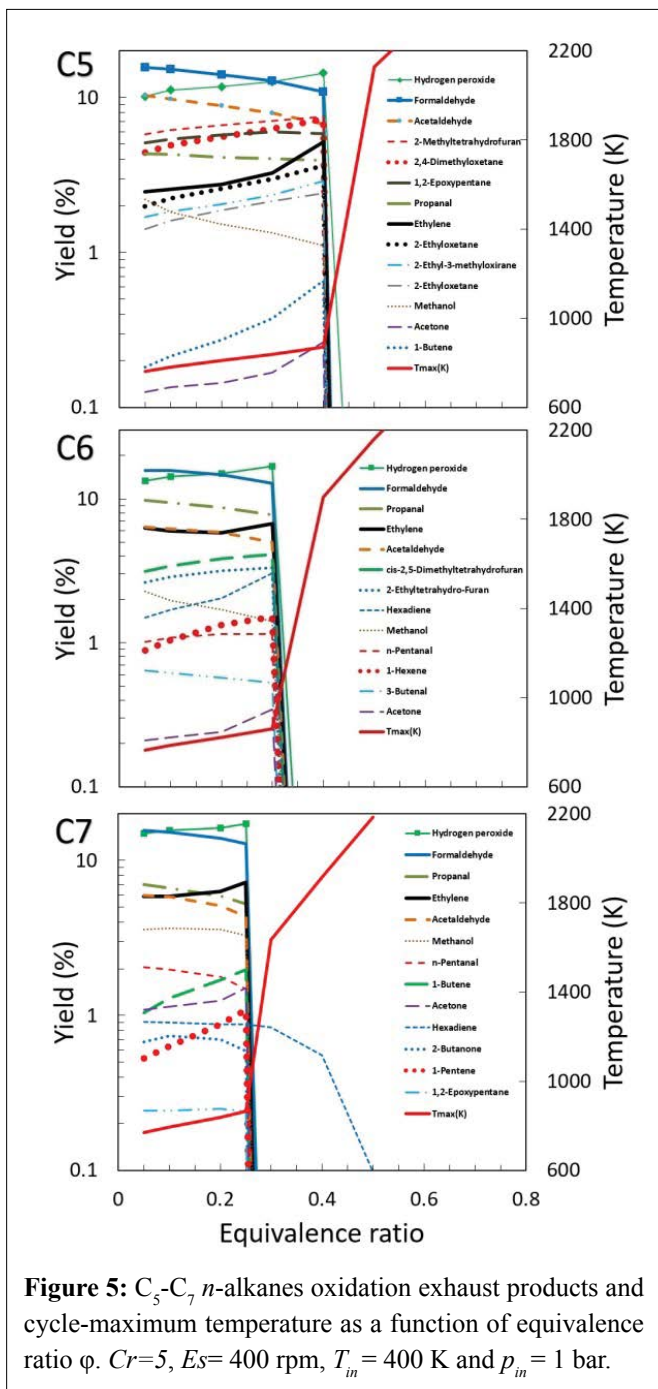 C5
Yield (%)
10
1
0.1
Hydrogen peroxide
Formaldehyde
Acetaldehyde
2-Methyltetrahydrofuran
2,4-Dimethyloxetane
1,2-Epoxypentane
Propanal
Ethylene
2-Ethyloxetane
2-Ethyl-3-methyloxirane
2-Ethyloxetane
Methanol
Acetone
1-Butene
Tmax(K)
2200
1800
1400
1000
600
Temperature (K)
C6
Yield (%)
10
1
0.1
Hydrogen peroxide
Formaldehyde
Propanal
Ethylene
Acetaldehyde
cis-2,5-Dimethyltetrahydrofuran
2-Ethyltetrahydro-Furan
Hexadiene
Methanol
n-Pentanal
1-Hexene
3-Butenal
Acetone
Tmax(K)
2200
1800
1400
1000
600
Temperature (K)
C7
Yield (%)
10
1
0.1
Hydrogen peroxide
Formaldehyde
Propanal
Ethylene
Acetaldehyde
Methanol
n-Pentanal
1-Butene
Acetone
Hexadiene
2-Butanone
1-Pentene
1,2-Epoxypentane
Tmax(K)
2200
1800
1400
1000
600
Temperature (K)
0 0.2 0.4 0.6 0.8
Equivalence ratio
Figure 5: C₅-C₇ n-alkanes oxidation exhaust products and
cycle-maximum temperature as a function of equivalence
ratio φ. Cr=5, Es= 400 rpm, T_in = 400 K and p_in = 1 bar.